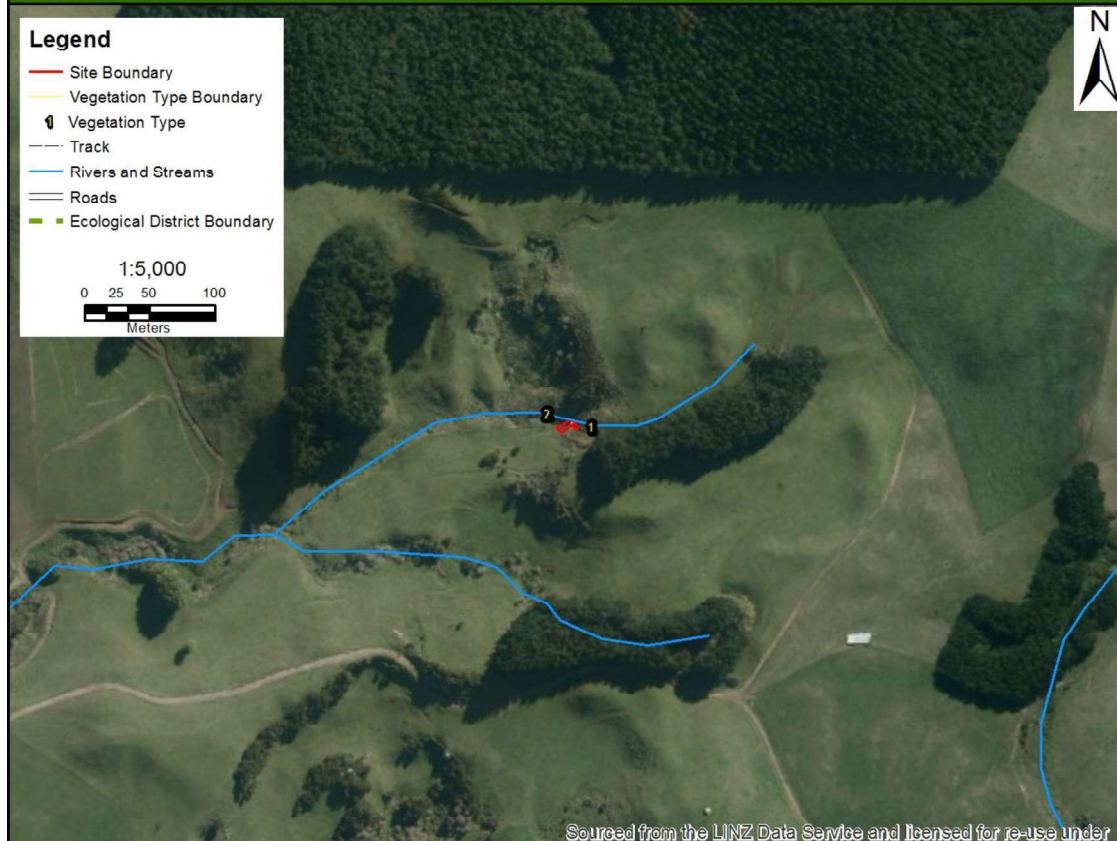 Legend
Site Boundary
Vegetation Type Boundary
1 Vegetation Type
Track
Rivers and Streams
Roads
Ecological District Boundary
1:5,000
0 25 50 100
Meters
N
2
1
Sourced from the LINZ Data Service and licensed for re-use under